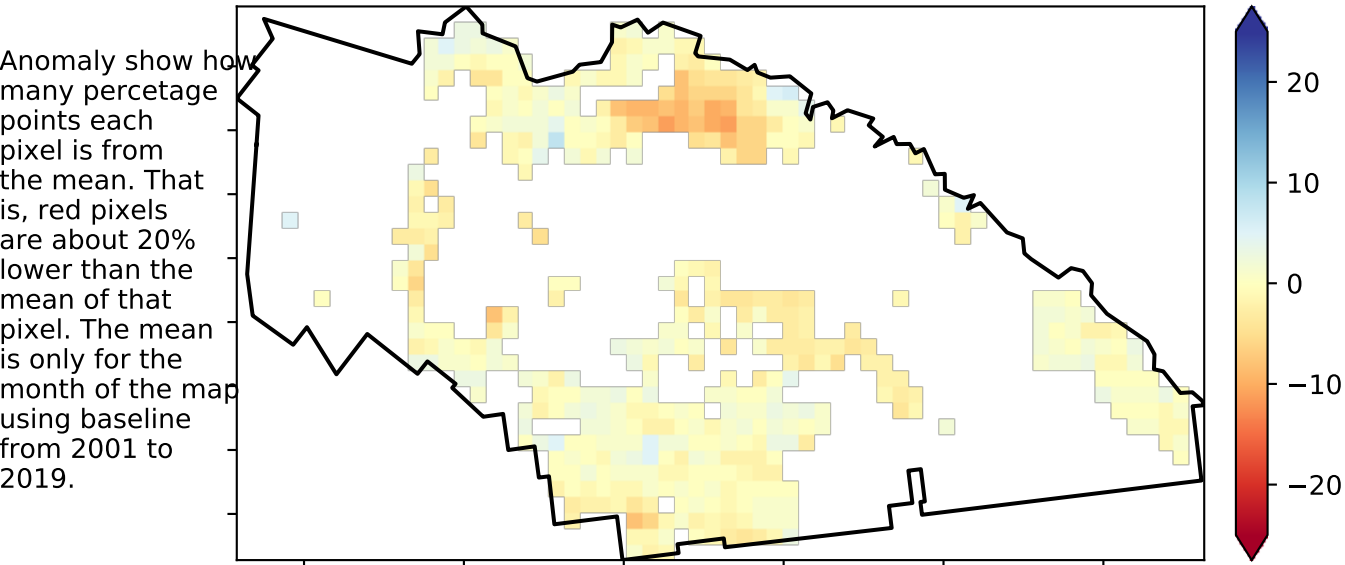 Anomaly show how
many percetage
points each
pixel is from
the mean. That
is, red pixels
are about 20%
lower than the
mean of that
pixel. The mean
is only for the
month of the map
using baseline
from 2001 to
2019.
20
10
0
−10
−20